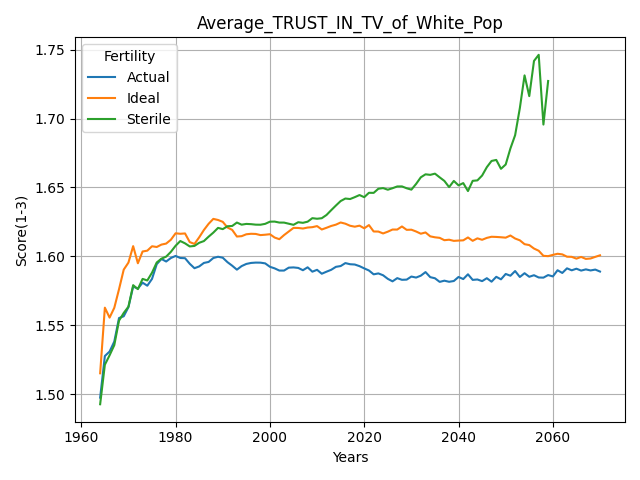 Average_TRUST_IN_TV_of_White_Pop
Fertility
Actual
Ideal
Sterile
Score(1-3)
1.75
1.70
1.65
1.60
1.55
1.50
1960
1980
2000
2020
2040
2060
Years